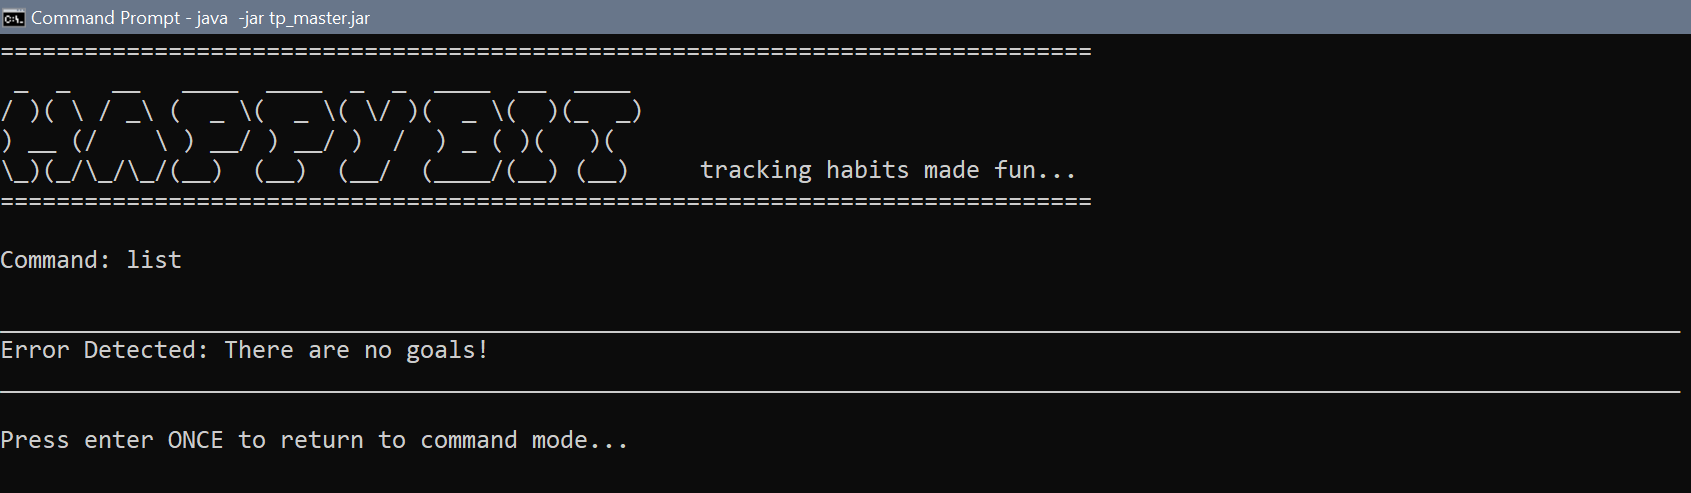 Command Prompt - java  -jar tp_master.jar
==============================================================================
 _  _   __   ____  ____  _  _  ____  __  ____
/ )( \ / _\ (  _ \(  _ \( \/ )(  _ \(  )(_  _)
) __ (/    \ ) __/ ) __/ )  /  ) _ ( )(   )(
\_)(_/\_/\_/(__)  (__)  (__/  (____/(__) (__)     tracking habits made fun...
==============================================================================
Command: list
________________________________________________________________________________________________________________________
Error Detected: There are no goals!
________________________________________________________________________________________________________________________
Press enter ONCE to return to command mode...